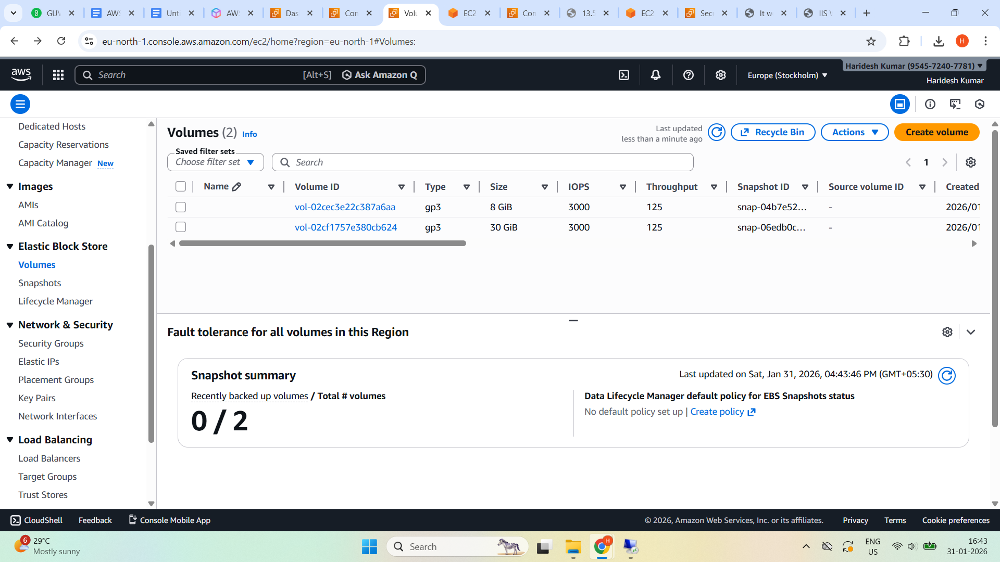 GUV
AWS
Unti
AWS
Das
Con
Volu
EC2
Con
13.5
EC2
Sec
It w
IIS V
eu-north-1.console.aws.amazon.com/ec2/home?region=eu-north-1#Volumes:
H
aws
Search [Alt+S] Ask Amazon Q
Europe (Stockholm)
Haridesh Kumar (9545-7240-7781)
Haridesh Kumar
Dedicated Hosts
Capacity Reservations
Capacity Manager New
Images
AMIs
AMI Catalog
Elastic Block Store
Volumes
Snapshots
Lifecycle Manager
Network & Security
Security Groups
Elastic IPs
Placement Groups
Key Pairs
Network Interfaces
Load Balancing
Load Balancers
Target Groups
Trust Stores
Volumes (2) Info
Last updated
less than a minute ago
Recycle Bin
Actions
Create volume
Saved filter sets
Choose filter set
Search
1
Name Volume ID Type Size IOPS Throughput Snapshot ID Source volume ID Created
vol-02cec3e22c387a6aa gp3 8 GiB 3000 125 snap-04b7e52... - 2026/01
vol-02cf1757e380cb624 gp3 30 GiB 3000 125 snap-06edb0c... - 2026/01
Fault tolerance for all volumes in this Region
Snapshot summary
Last updated on Sat, Jan 31, 2026, 04:43:46 PM (GMT+05:30)
Recently backed up volumes / Total # volumes
0 / 2
Data Lifecycle Manager default policy for EBS Snapshots status
No default policy set up | Create policy
CloudShell Feedback Console Mobile App
© 2026, Amazon Web Services, Inc. or its affiliates. Privacy Terms Cookie preferences
6
29°C
Mostly sunny
Search
H
ENG
US
16:43
31-01-2026